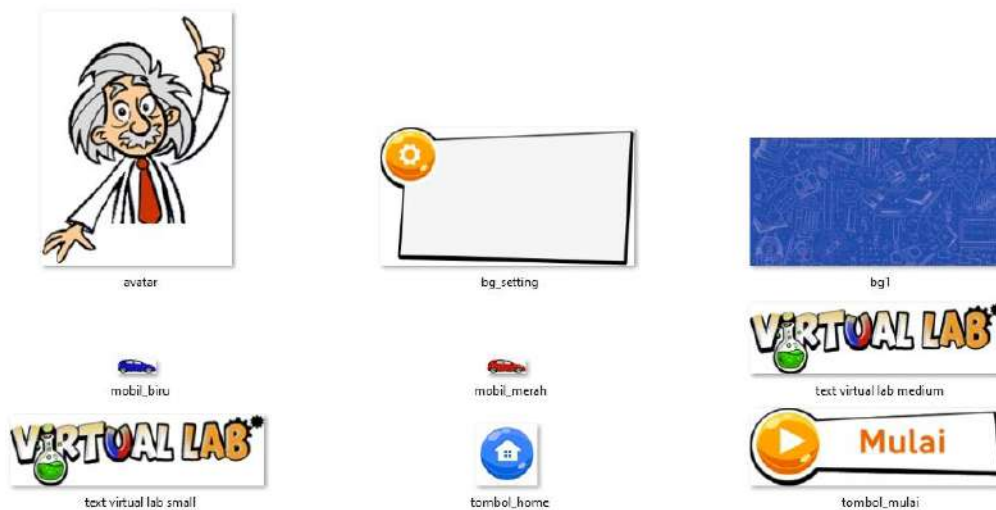 avatar
bg_setting
bg1
mobil_biru
mobil_merah
VIRTUAL LAB
text virtual lab medium
VIRTUAL LAB
text virtual lab small
tombol_home
Mulai
tombol_mulai